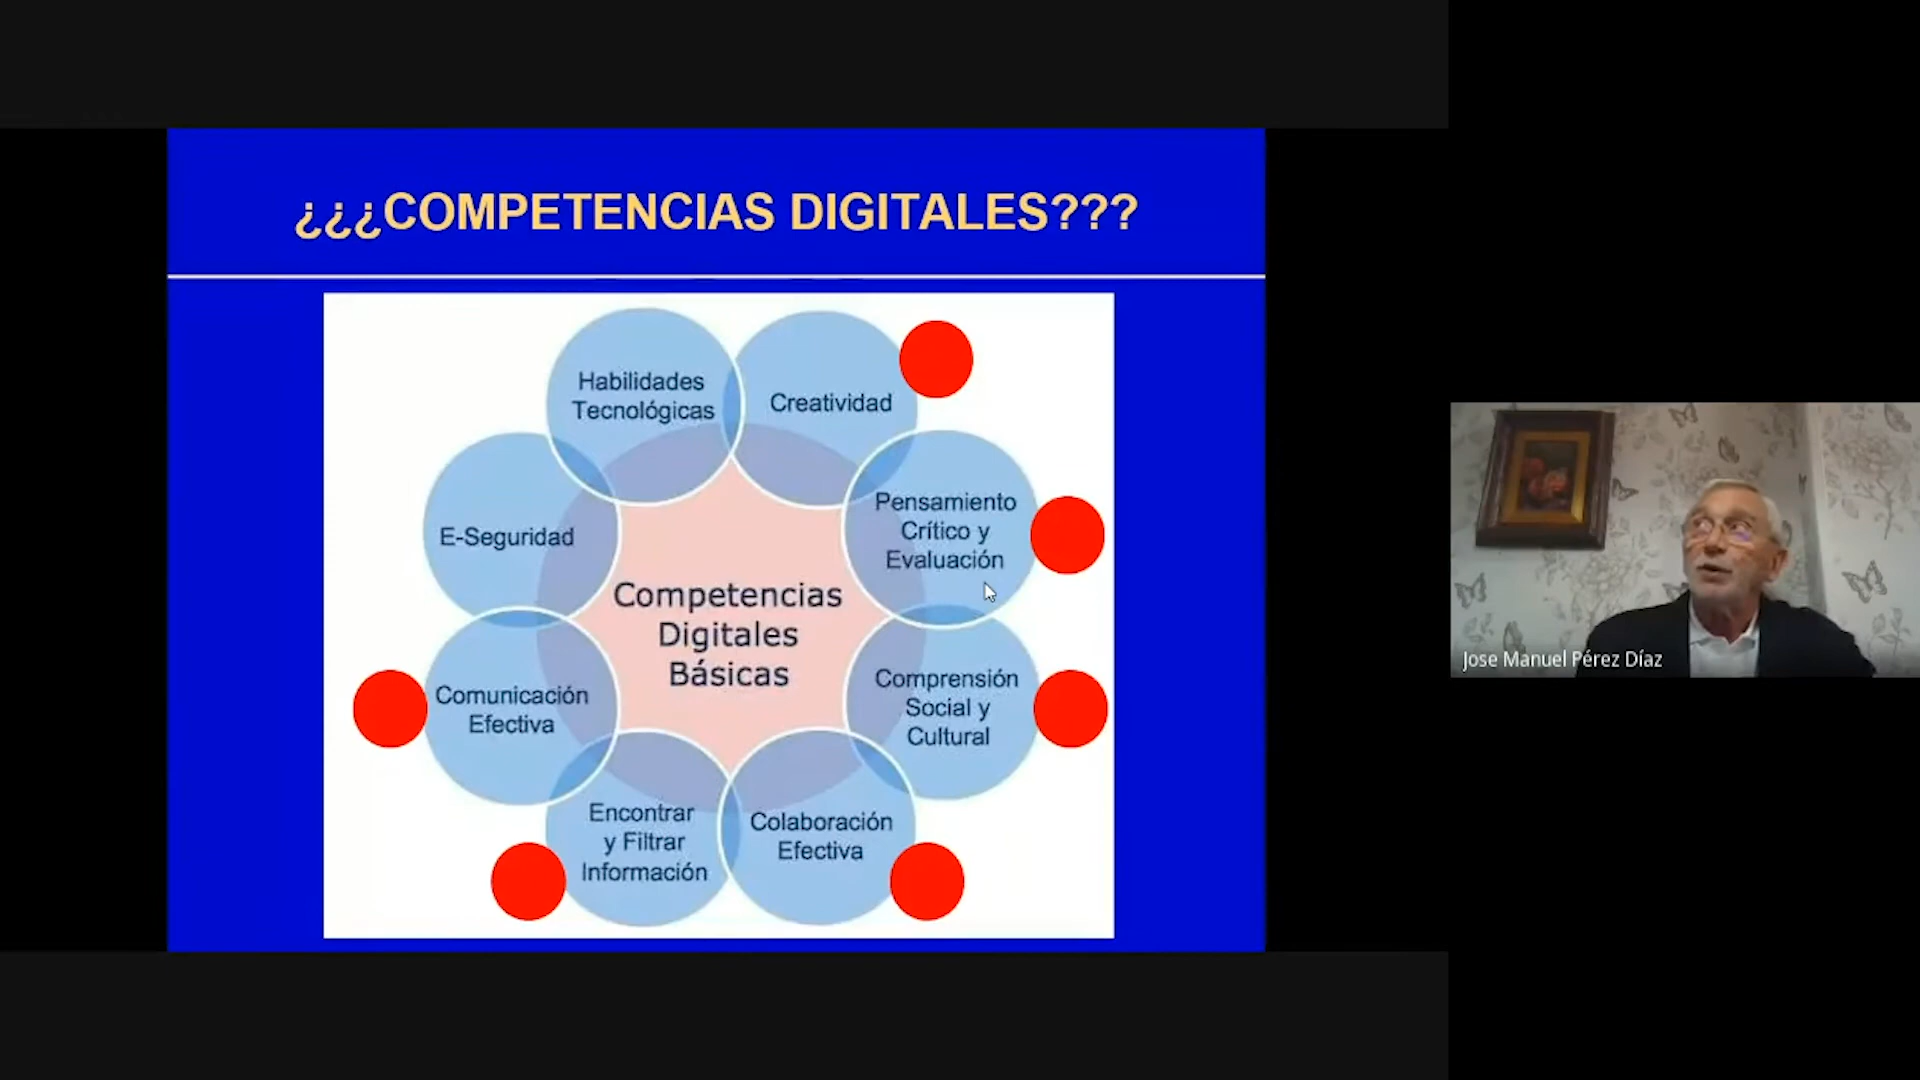 ¿¿¿COMPETENCIAS DIGITALES???
Habilidades
Tecnológicas
Creatividad
Pensamiento
Crítico y
Evaluación
E-Seguridad
Competencias
Digitales
Básicas
Comprensión
Social y
Cultural
Comunicación
Efectiva
Encontrar
y Filtrar
Información
Colaboración
Efectiva
Jose Manuel Pérez Díaz